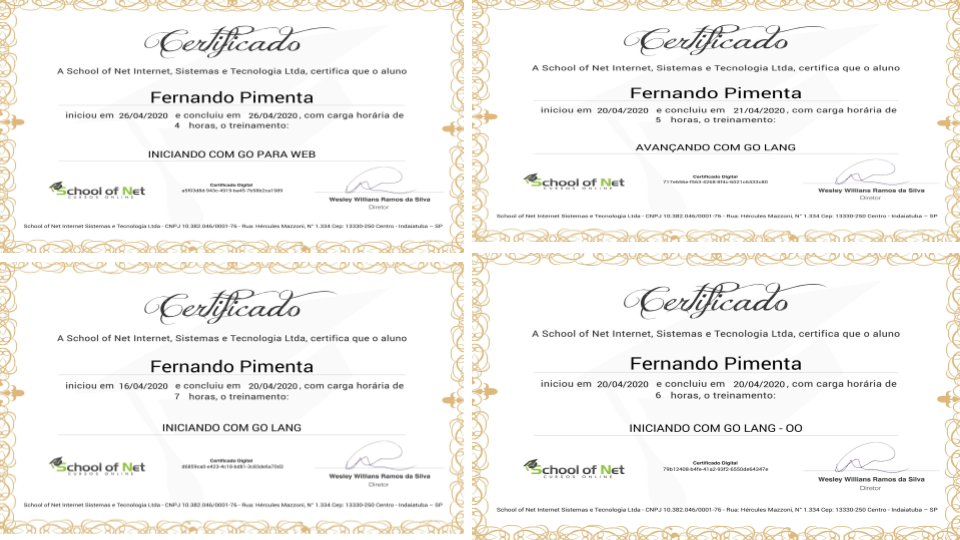 Certificado
A School of Net Internet, Sistemas e Tecnologia Ltda, certifica que o aluno
Fernando Pimenta
iniciou em 26/04/2020 e concluiu em 26/04/2020, com carga horária de
4 horas, o treinamento:
INICIANDO COM GO PARA WEB
School of Net
CURSOS ONLINE
Certificado Digital
Wesley Willians Ramos da Silva
Diretor
School of Net Internet Sistemas e Tecnologia Ltda - CNPJ 10.382.046/0001-76 - Rua: Hércules Mazzoni, N° 1.334 Cep: 13330-250 Centro - Indaiatuba – SP
Certificado
A School of Net Internet, Sistemas e Tecnologia Ltda, certifica que o aluno
Fernando Pimenta
iniciou em 20/04/2020 e concluiu em 21/04/2020, com carga horária de
5 horas, o treinamento:
AVANÇANDO COM GO LANG
School of Net
CURSOS ONLINE
Certificado Digital
Wesley Willians Ramos da Silva
Diretor
School of Net Internet Sistemas e Tecnologia Ltda - CNPJ 10.382.046/0001-76 - Rua: Hércules Mazzoni, N° 1.334 Cep: 13330-250 Centro - Indaiatuba – SP
Certificado
A School of Net Internet, Sistemas e Tecnologia Ltda, certifica que o aluno
Fernando Pimenta
iniciou em 16/04/2020 e concluiu em 20/04/2020, com carga horária de
7 horas, o treinamento:
INICIANDO COM GO LANG
School of Net
CURSOS ONLINE
Certificado Digital
Wesley Willians Ramos da Silva
Diretor
School of Net Internet Sistemas e Tecnologia Ltda - CNPJ 10.382.046/0001-76 - Rua: Hércules Mazzoni, N° 1.334 Cep: 13330-250 Centro - Indaiatuba – SP
Certificado
A School of Net Internet, Sistemas e Tecnologia Ltda, certifica que o aluno
Fernando Pimenta
iniciou em 20/04/2020 e concluiu em 20/04/2020, com carga horária de
6 horas, o treinamento:
INICIANDO COM GO LANG - OO
School of Net
CURSOS ONLINE
Certificado Digital
79b12408-b4fe-41a2-93f2-6550de64347e
Wesley Willians Ramos da Silva
Diretor
School of Net Internet Sistemas e Tecnologia Ltda - CNPJ 10.382.046/0001-76 - Rua: Hércules Mazzoni, N° 1.334 Cep: 13330-250 Centro - Indaiatuba – SP